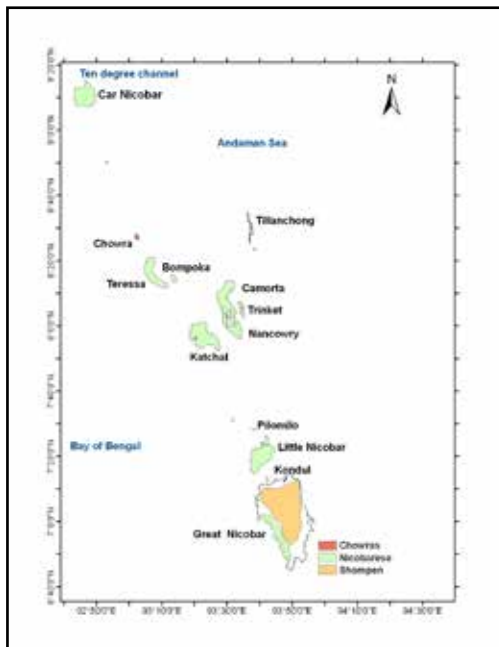 Ten degree channel
N
Car Nicobar
Andaman Sea
Tillanchong
Chowra
Bompoka
Teressa
Camorta
Trinket
Nancowry
Katchal
Pilomilo
Bay of Bengal
Little Nicobar
Kondul
Great Nicobar
Chowras
Nicobarese
Shompen